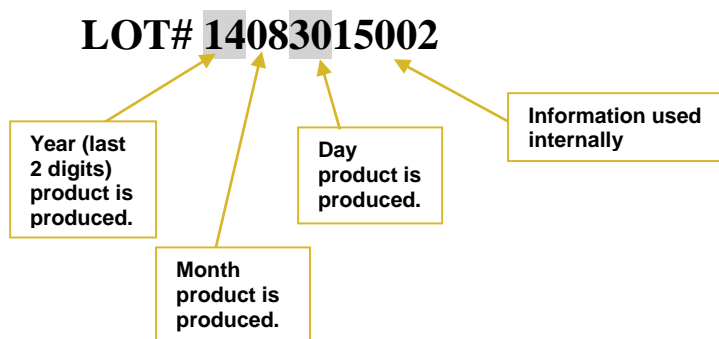 LOT# 14083015002
Year (last
2 digits)
product is
produced.
Month
product is
produced.
Day
product is
produced.
Information used
internally